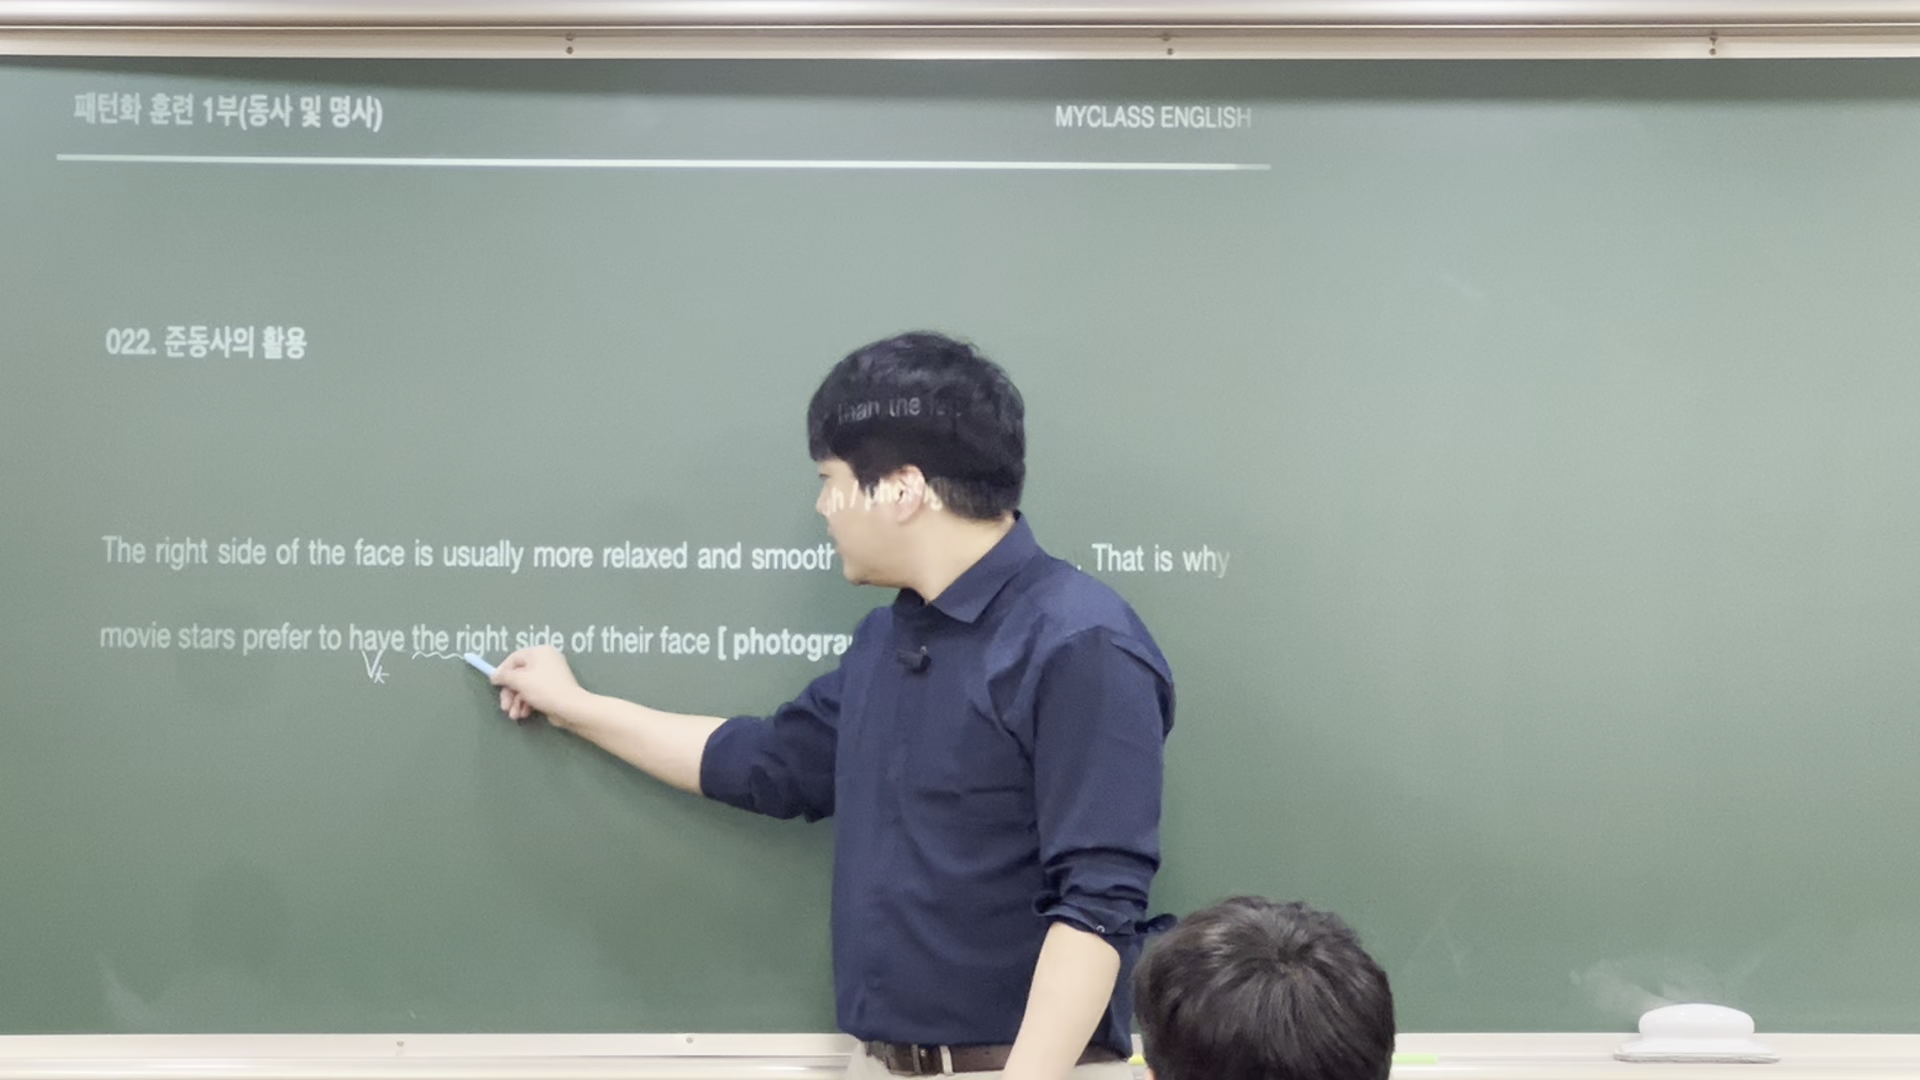 패턴화 훈련 1부(동사 및 명사)
MYCLASS ENGLISH
022. 준동사의 활용
than the
The right side of the face is usually more relaxed and smooth . That is why
movie stars prefer to have the right side of their face [